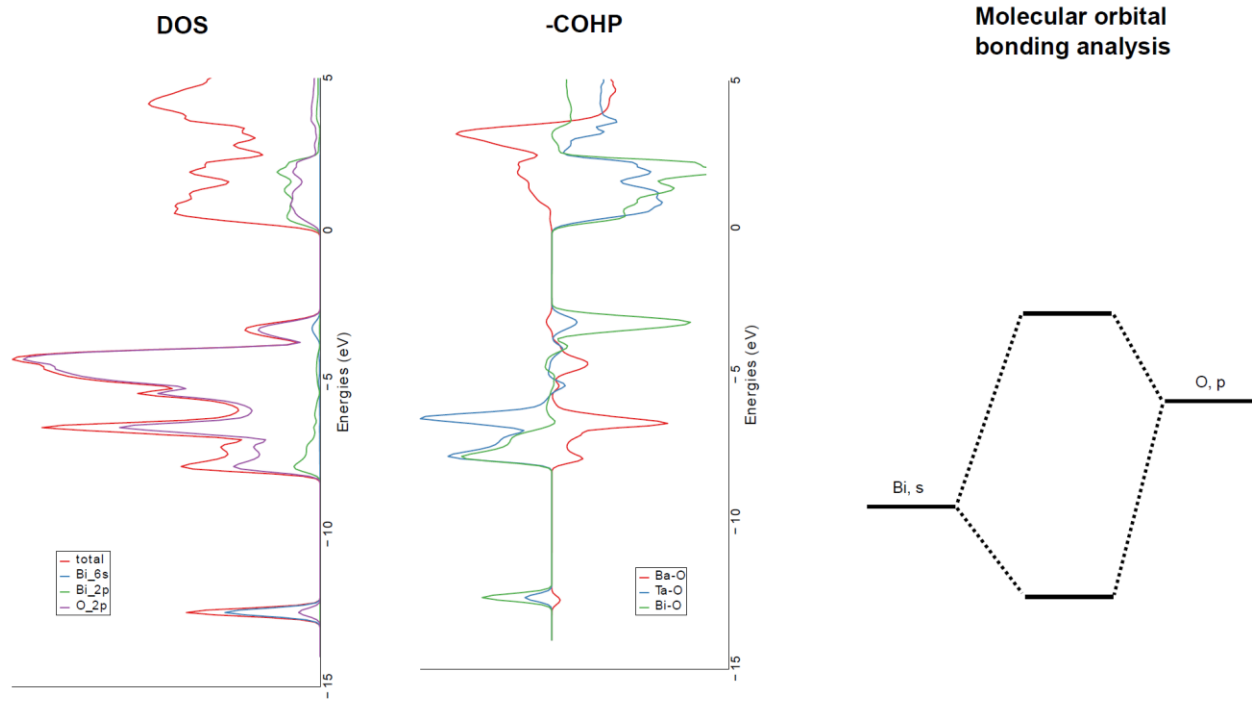 DOS
5
0
-5
-10
-15
Energies (eV)
total
Bi_6s
Bi_2p
O_2p
-COHP
5
0
-5
-10
-15
Energies (eV)
Ba-O
Ta-O
Bi-O
Molecular orbital
bonding analysis
O, p
Bi, s